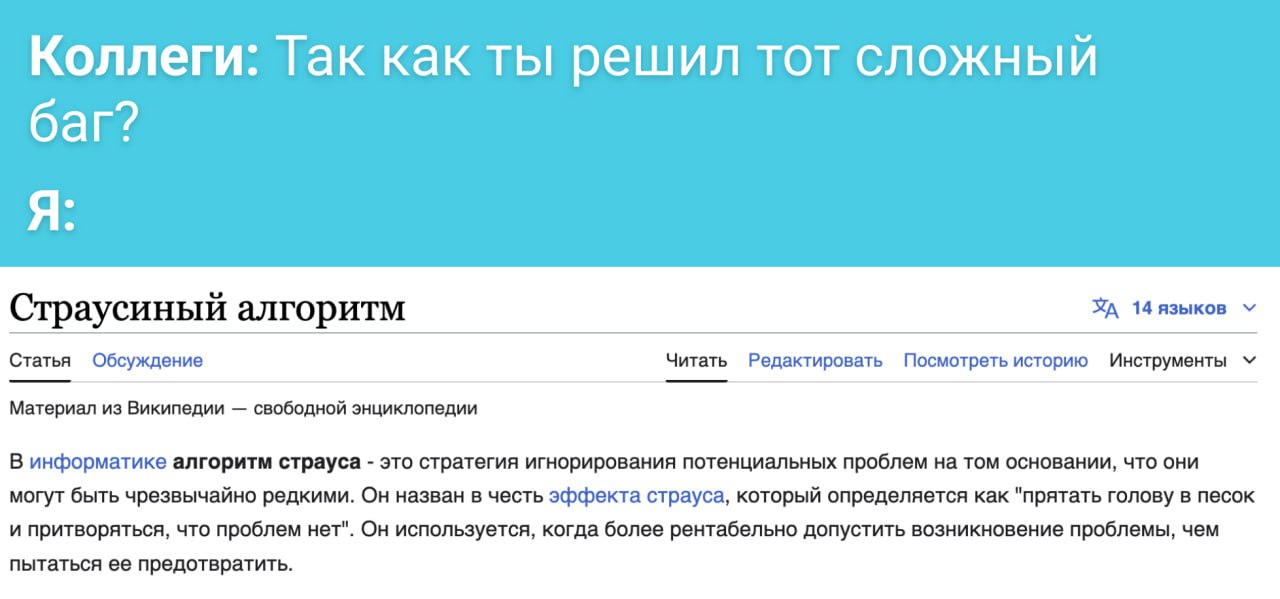 Коллеги: Так как ты решил тот сложный
баг?
Я:
Страусиный алгоритм
14 языков
Статья Обсуждение Читать Редактировать Посмотреть историю Инструменты
Материал из Википедии — свободной энциклопедии
В информатике алгоритм страуса - это стратегия игнорирования потенциальных проблем на том основании, что они
могут быть чрезвычайно редкими. Он назван в честь эффекта страуса, который определяется как "прятать голову в песок
и притворяться, что проблем нет". Он используется, когда более рентабельно допустить возникновение проблемы, чем
пытаться ее предотвратить.